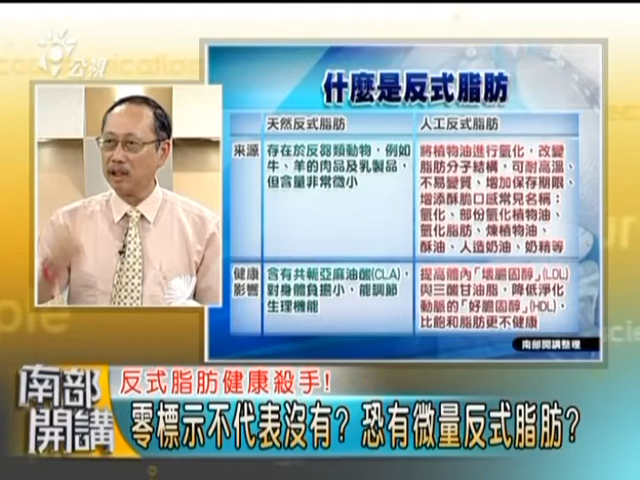 公視
什麼是反式脂肪
天然反式脂肪
人工反式脂肪
來源
存在於反芻類動物，例如
牛、羊的肉品及乳製品，
但含量非常微小
將植物油進行氫化，改變
脂肪分子結構，可耐高溫、
不易變質、增加保存期限、
增添酥脆口感常見名稱：
氫化、部份氫化植物油、
氫化脂肪、煉植物油、
酥油、人造奶油、奶精等
健康
影響
含有共軛亞麻油酸(CLA)，
對身體負擔小，能調節
生理機能
提高體內「壞膽固醇」(LDL)
與三酸甘油脂，降低淨化
動脈的「好膽固醇」(HDL)，
比飽和脂肪更不健康
南部開講整理
南部
開講
反式脂肪健康殺手!
零標示不代表沒有? 恐有微量反式脂肪?